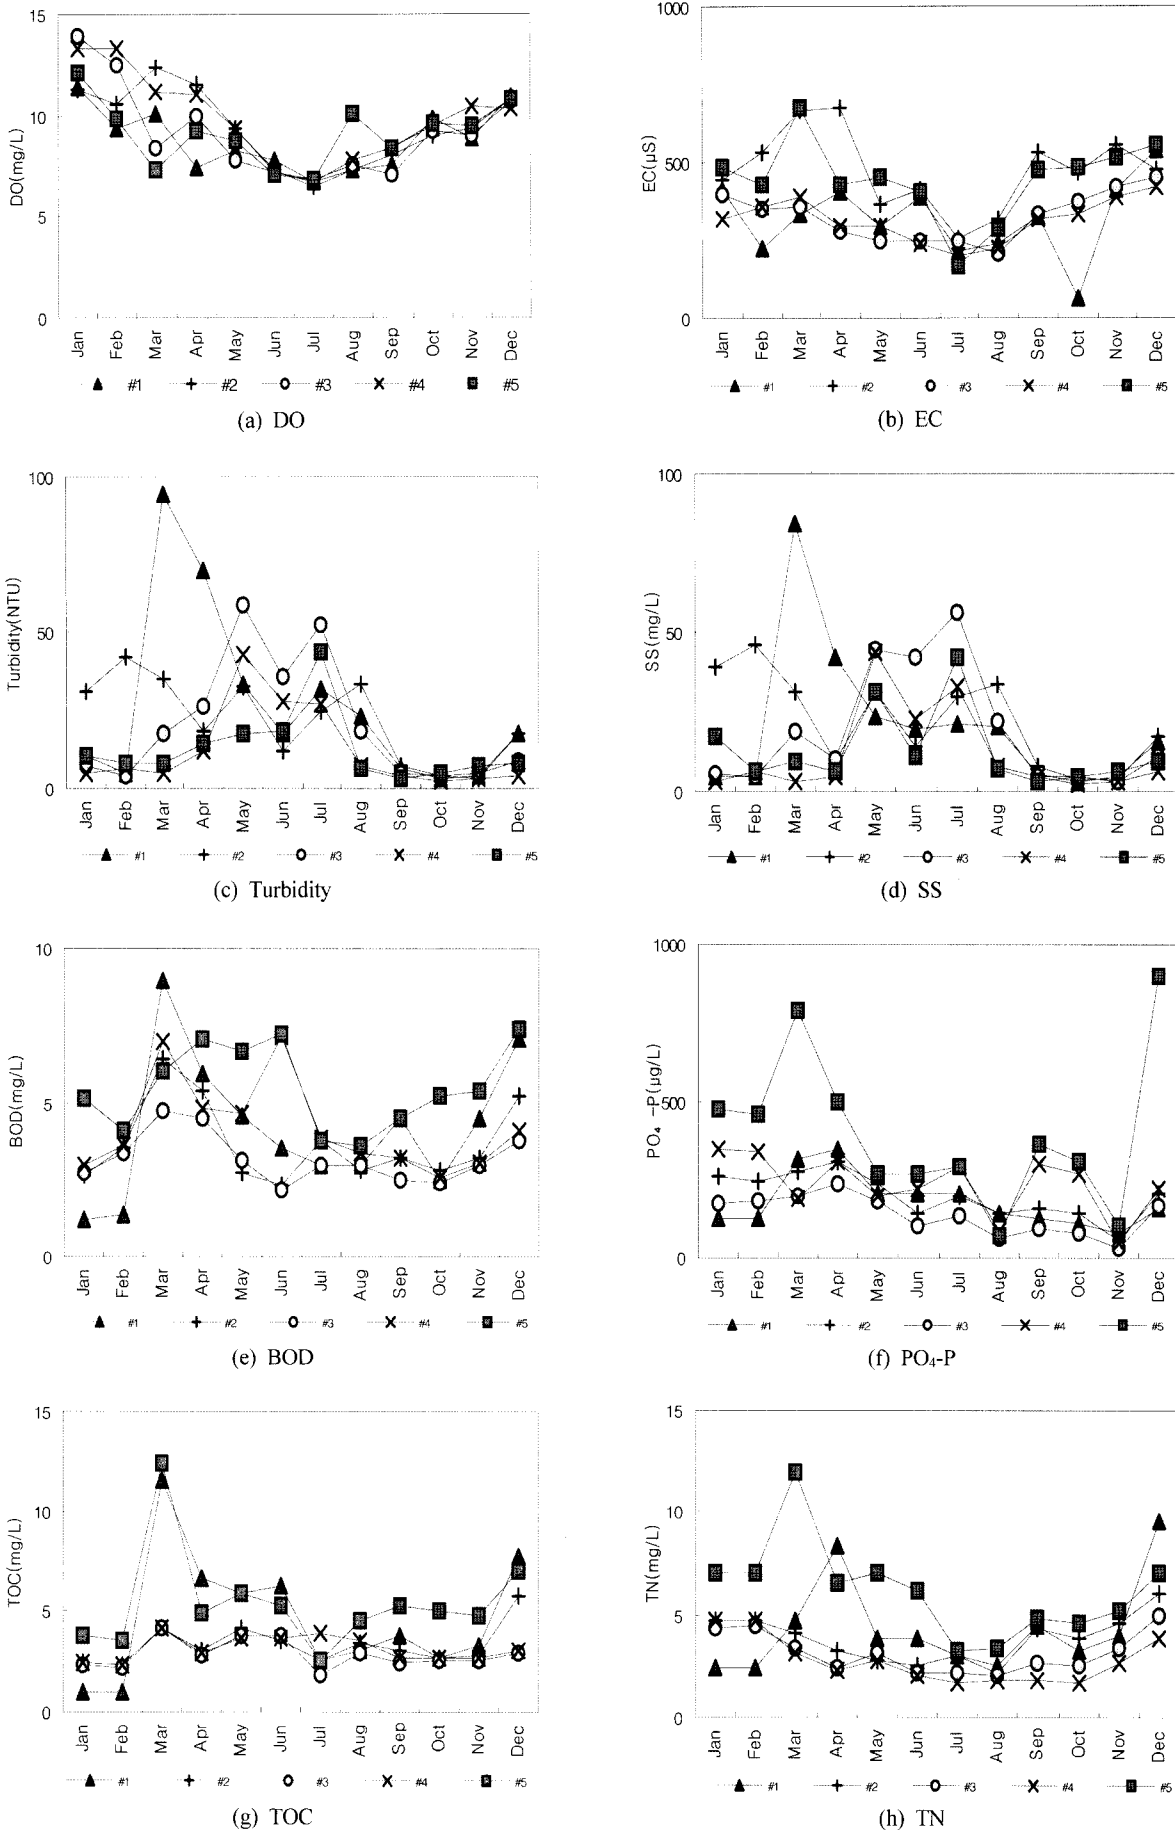 15
10
5
0
DO(mg/L)
Jan Feb Mar Apr May Jun Jul Aug Sep Oct Nov Dec
#1 #2 #3 #4 #5
(a) DO
1000
500
0
EC(µS)
Jan Feb Mar Apr May Jun Jul Aug Sep Oct Nov Dec
#1 #2 #3 #4 #5
(b) EC
100
50
0
Turbidity(NTU)
Jan Feb Mar Apr May Jun Jul Aug Sep Oct Nov Dec
#1 #2 #3 #4 #5
(c) Turbidity
100
50
0
SS(mg/L)
Jan Feb Mar Apr May Jun Jul Aug Sep Oct Nov Dec
#1 #2 #3 #4 #5
(d) SS
10
5
0
BOD(mg/L)
Jan Feb Mar Apr May Jun Jul Aug Sep Oct Nov Dec
#1 #2 #3 #4 #5
(e) BOD
1000
500
0
PO₄ -P(µg/L)
Jan Feb Mar Apr May Jun Jul Aug Sep Oct Nov Dec
#1 #2 #3 #4 #5
(f) PO₄-P
15
10
5
0
TOC(mg/L)
Jan Feb Mar Apr May Jun Jul Aug Sep Oct Nov Dec
#1 #2 #3 #4 #5
(g) TOC
15
10
5
0
TN(mg/L)
Jan Feb Mar Apr May Jun Jul Aug Sep Oct Nov Dec
#1 #2 #3 #4 #5
(h) TN